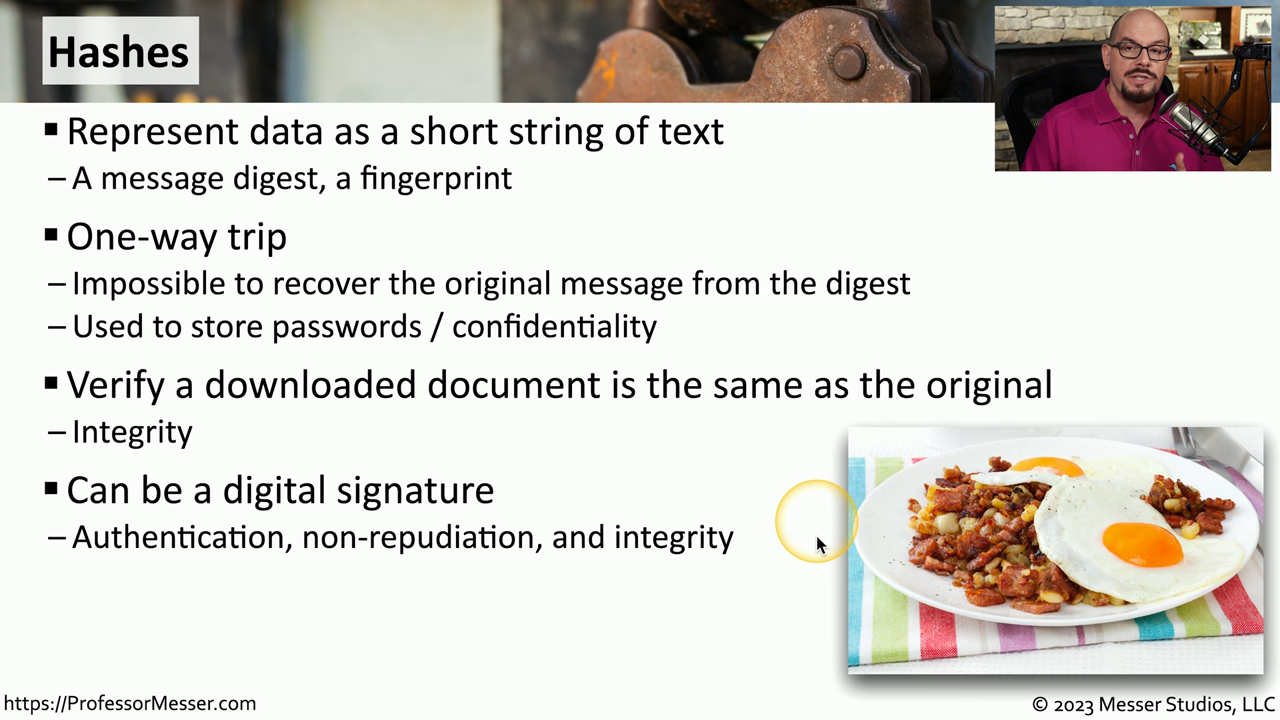 Hashes
▪ Represent data as a short string of text
– A message digest, a fingerprint
▪ One-way trip
– Impossible to recover the original message from the digest
– Used to store passwords / confidentiality
▪ Verify a downloaded document is the same as the original
– Integrity
▪ Can be a digital signature
– Authentication, non-repudiation, and integrity
https://ProfessorMesser.com
© 2023 Messer Studios, LLC